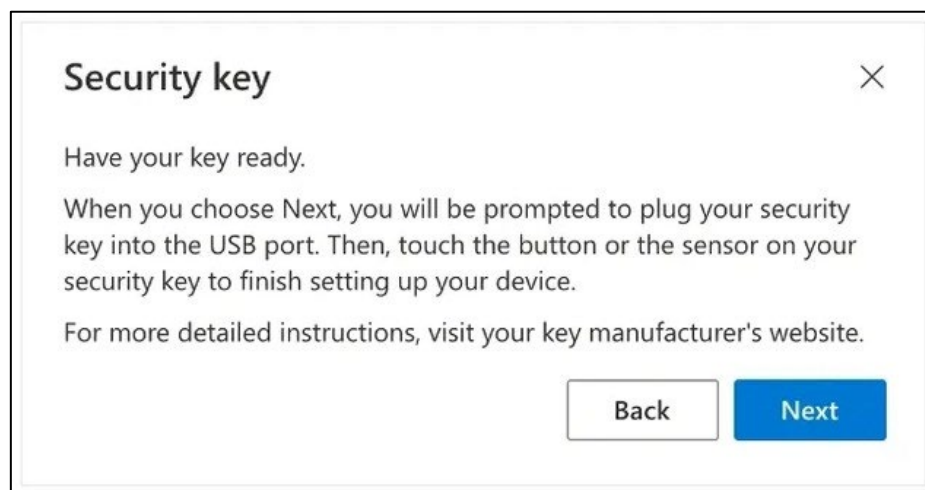 Security key
Have your key ready.
When you choose Next, you will be prompted to plug your security
key into the USB port. Then, touch the button or the sensor on your
security key to finish setting up your device.
For more detailed instructions, visit your key manufacturer's website.
Back
Next